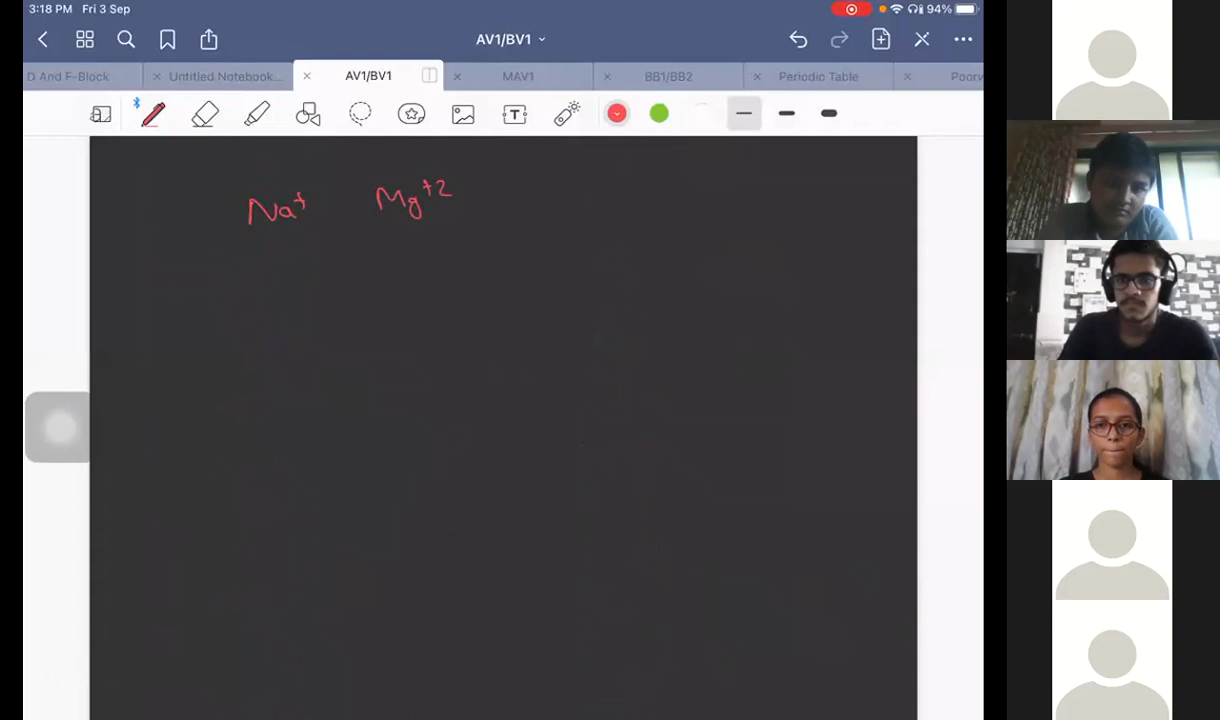 3:18 PM Fri 3 Sep 94%
AV1/BV1
D And F-Block Untitled Notebook... AV1/BV1 MAV1 BB1/BB2 Periodic Table Poorv
T
Na⁺ Mg⁺²